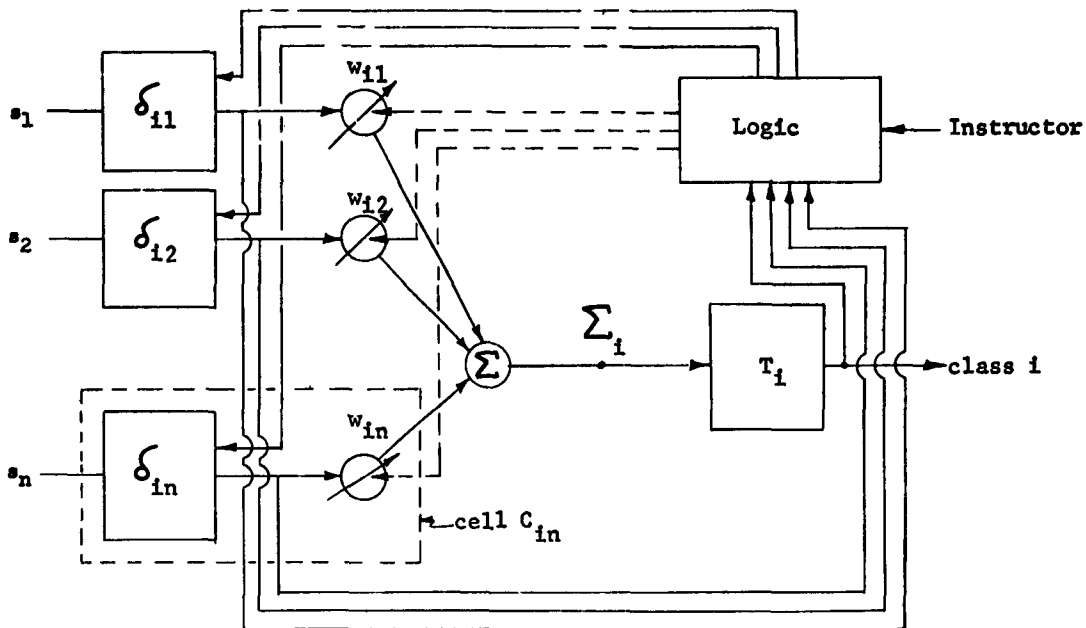 s1
δi1
wi1
Logic
Instructor
s2
δi2
wi2
Σi
Σ
Ti
class i
sn
δin
win
cell Cin